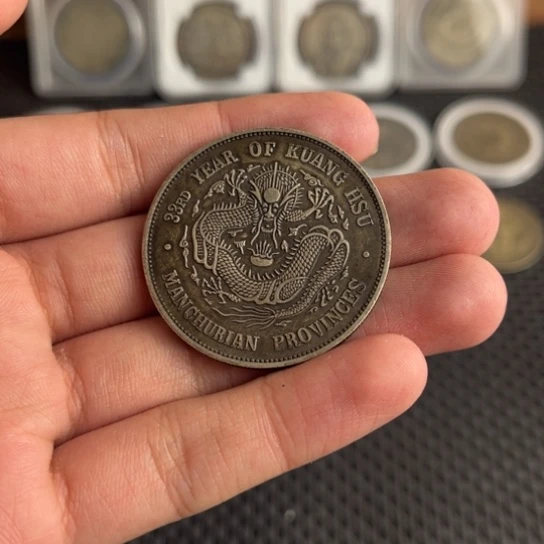 33RD YEAR OF KUANG HSU
MANCHURIAN PROVINCES